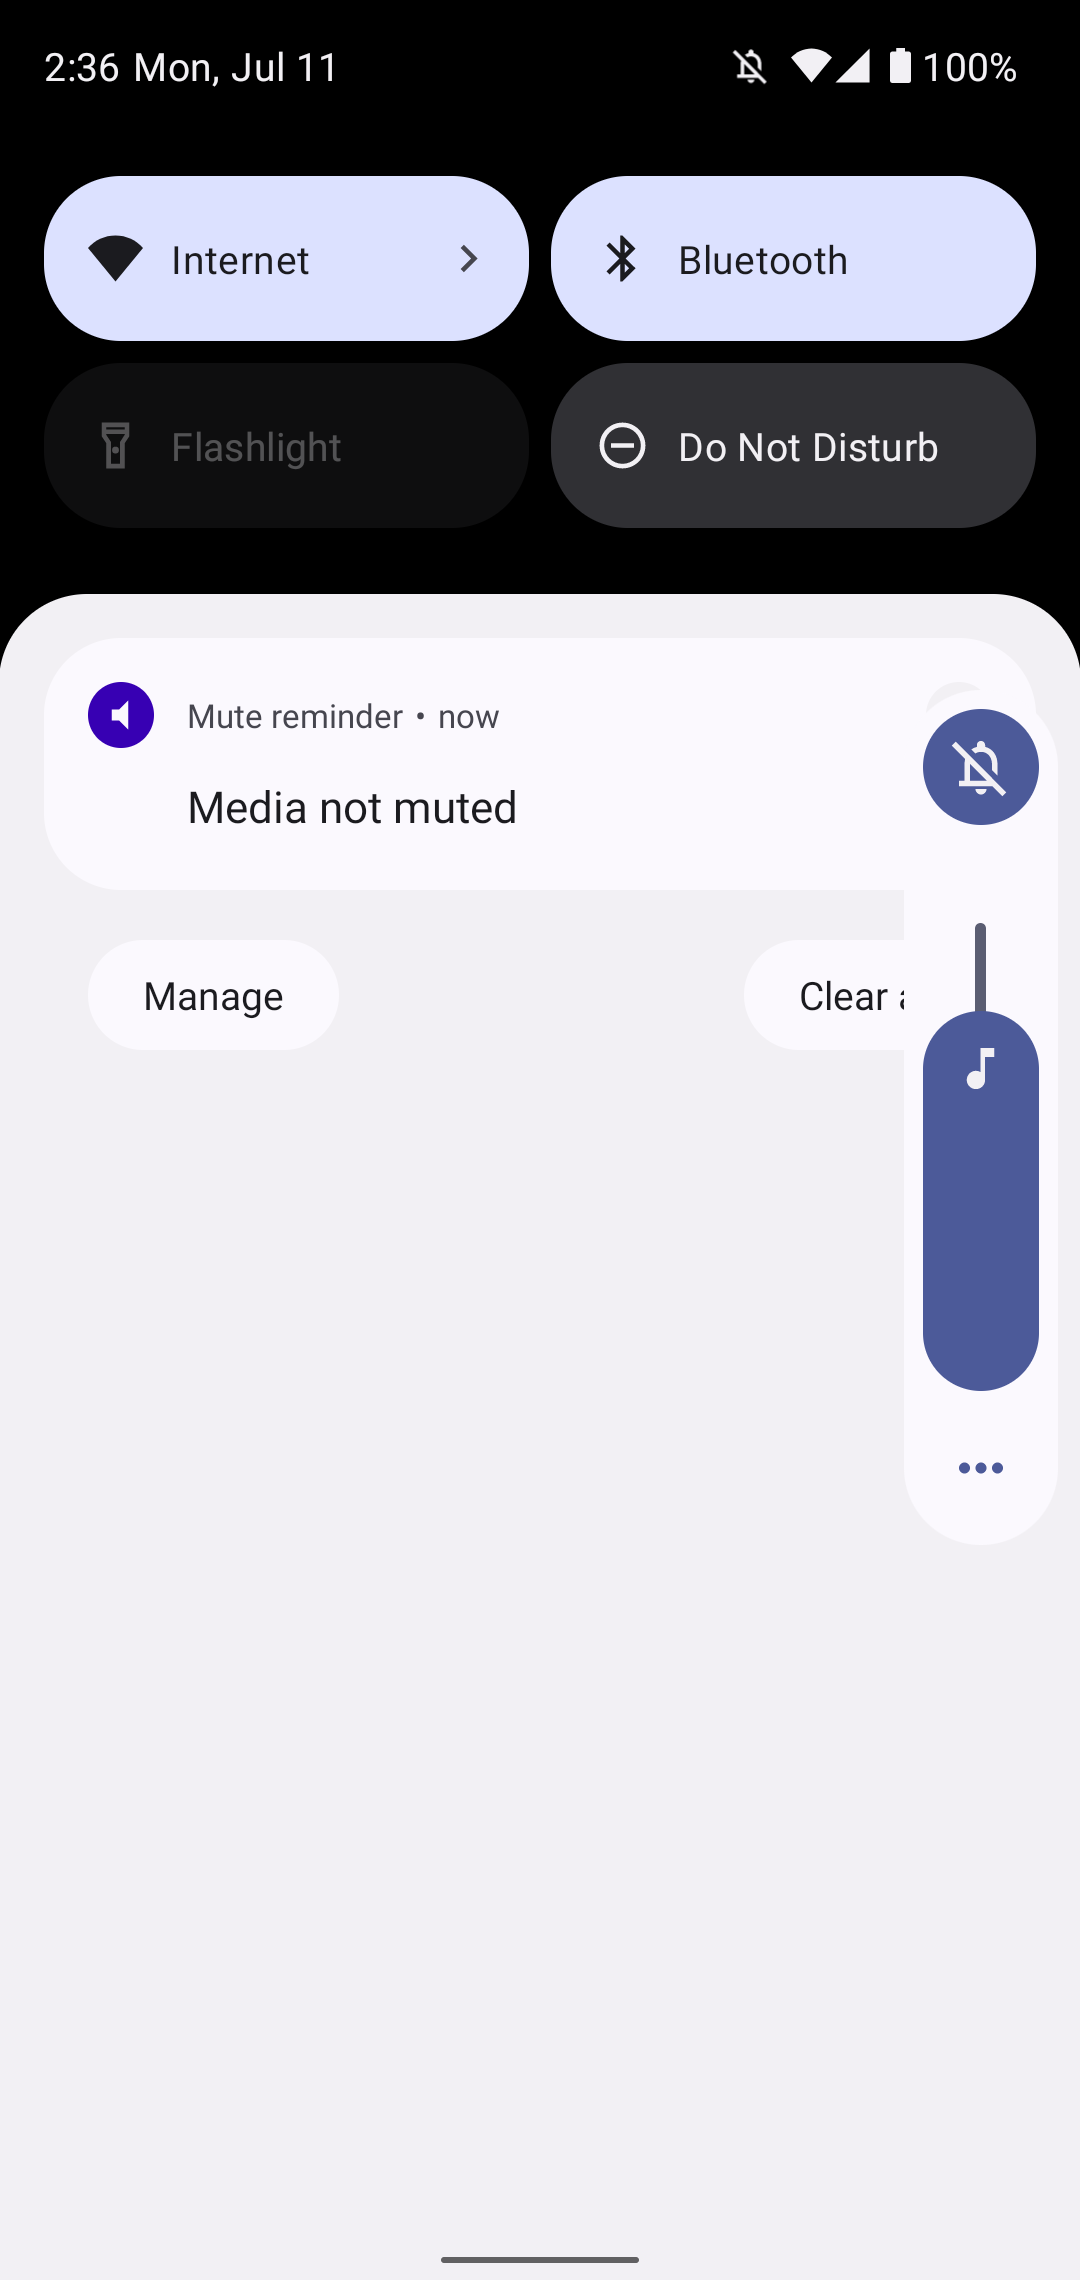 2:36 Mon, Jul 11 100%
Internet
Bluetooth
Flashlight
Do Not Disturb
Mute reminder • now
Media not muted
Manage
Clear